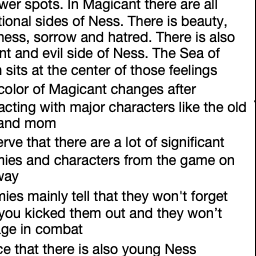 wer spots. In Magicant there are all
tional sides of Ness. There is beauty,
ness, sorrow and hatred. There is also
nt and evil side of Ness. The Sea of
sits at the center of those feelings
color of Magicant changes after
acting with major characters like the old
and mom
erve that there are a lot of significant
nies and characters from the game on
way
mies mainly tell that they won't forget
you kicked them out and they won't
ge in combat
ce that there is also young Ness